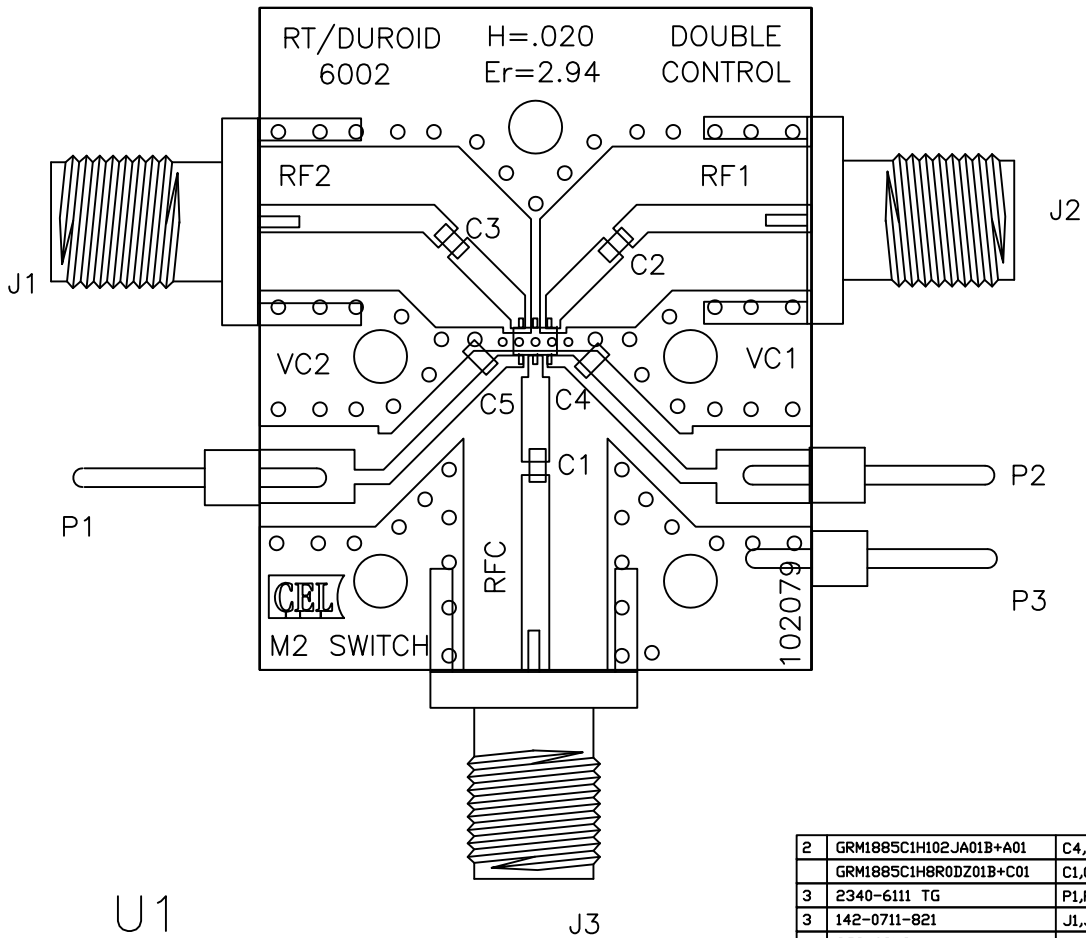 RT/DUROID H=.020 DOUBLE
6002 Er=2.94 CONTROL
RF2 RF1
J2
C3
C2
J1
VC2 VC1
C5 C4
C1
P2
P1
RFC
P3
CEL
102079
M2 SWITCH
2 GRM1885C1H102JA01B+A01 C4,
GRM1885C1H8R0DZ01B+C01 C1,
3 2340-6111 TG P1,
3 142-0711-821 J1,
U1
J3